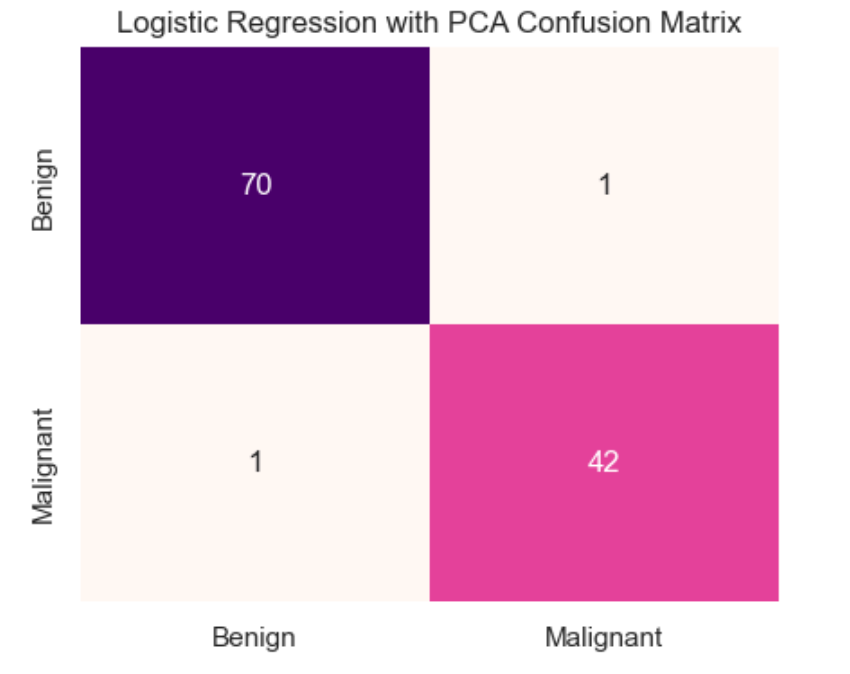 Logistic Regression with PCA Confusion Matrix
Benign
70
1
Malignant
1
42
Benign
Malignant